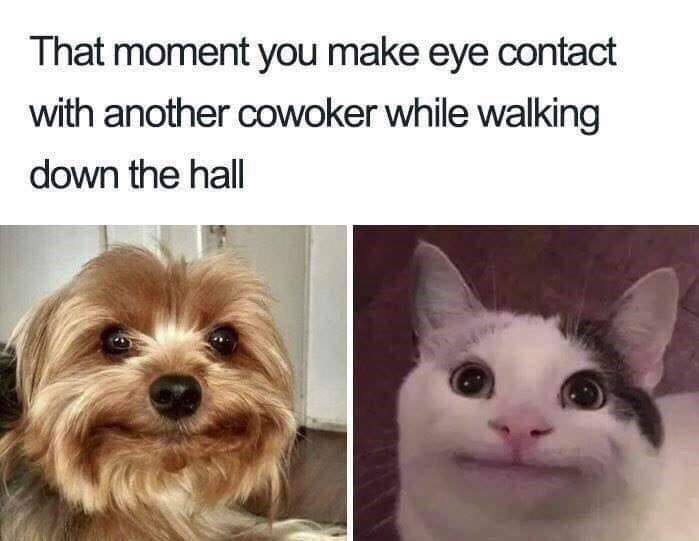 That moment you make eye contact
with another cowoker while walking
down the hall